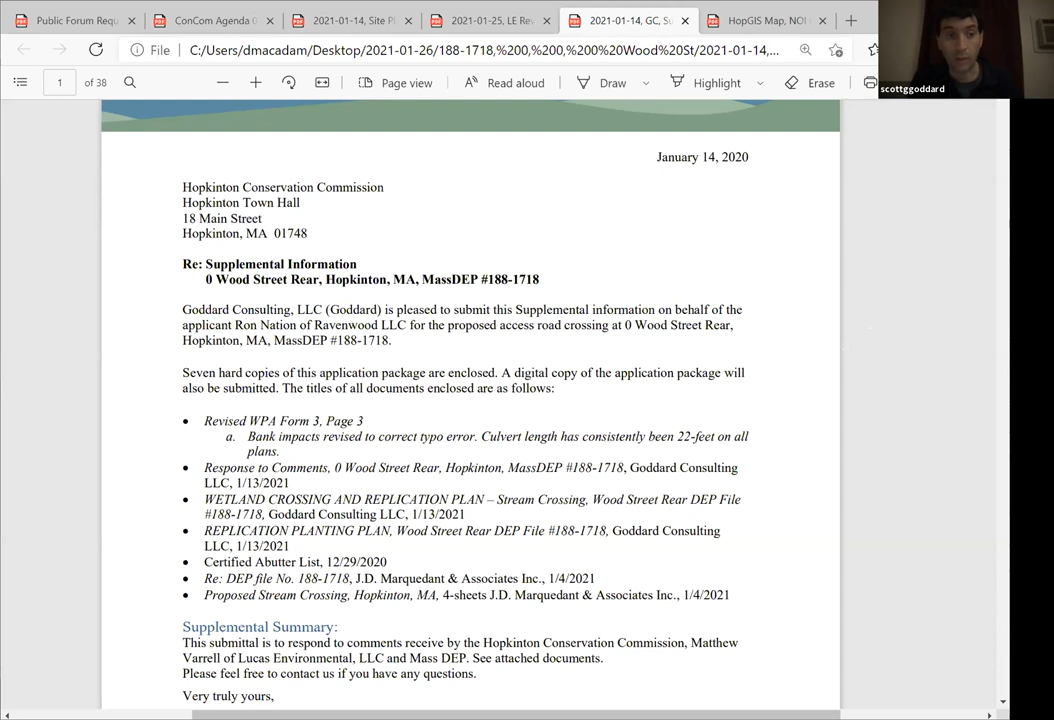 Public Forum Requ
ConCom Agenda 0
2021-01-14, Site Pl
2021-01-25, LE Rev
2021-01-14, GC, Su
HopGIS Map, NOI
File
C:/Users/dmacadam/Desktop/2021-01-26/188-1718,%200,%200,%200%20Wood%20St/2021-01-14,...
1 of 38
Page view
Read aloud
Draw
Highlight
Erase
scottggoddard
January 14, 2020
Hopkinton Conservation Commission
Hopkinton Town Hall
18 Main Street
Hopkinton, MA 01748
Re: Supplemental Information
0 Wood Street Rear, Hopkinton, MA, MassDEP #188-1718
Goddard Consulting, LLC (Goddard) is pleased to submit this Supplemental information on behalf of the
applicant Ron Nation of Ravenwood LLC for the proposed access road crossing at 0 Wood Street Rear,
Hopkinton, MA, MassDEP #188-1718.
Seven hard copies of this application package are enclosed. A digital copy of the application package will
also be submitted. The titles of all documents enclosed are as follows:
• Revised WPA Form 3, Page 3
a. Bank impacts revised to correct typo error. Culvert length has consistently been 22-feet on all
plans.
• Response to Comments, 0 Wood Street Rear, Hopkinton, MassDEP #188-1718, Goddard Consulting
LLC, 1/13/2021
• WETLAND CROSSING AND REPLICATION PLAN – Stream Crossing, Wood Street Rear DEP File
#188-1718, Goddard Consulting LLC, 1/13/2021
• REPLICATION PLANTING PLAN, Wood Street Rear DEP File #188-1718, Goddard Consulting
LLC, 1/13/2021
• Certified Abutter List, 12/29/2020
• Re: DEP file No. 188-1718, J.D. Marquedant & Associates Inc., 1/4/2021
• Proposed Stream Crossing, Hopkinton, MA, 4-sheets J.D. Marquedant & Associates Inc., 1/4/2021
Supplemental Summary:
This submittal is to respond to comments receive by the Hopkinton Conservation Commission, Matthew
Varrell of Lucas Environmental, LLC and Mass DEP. See attached documents.
Please feel free to contact us if you have any questions.
Very truly yours,